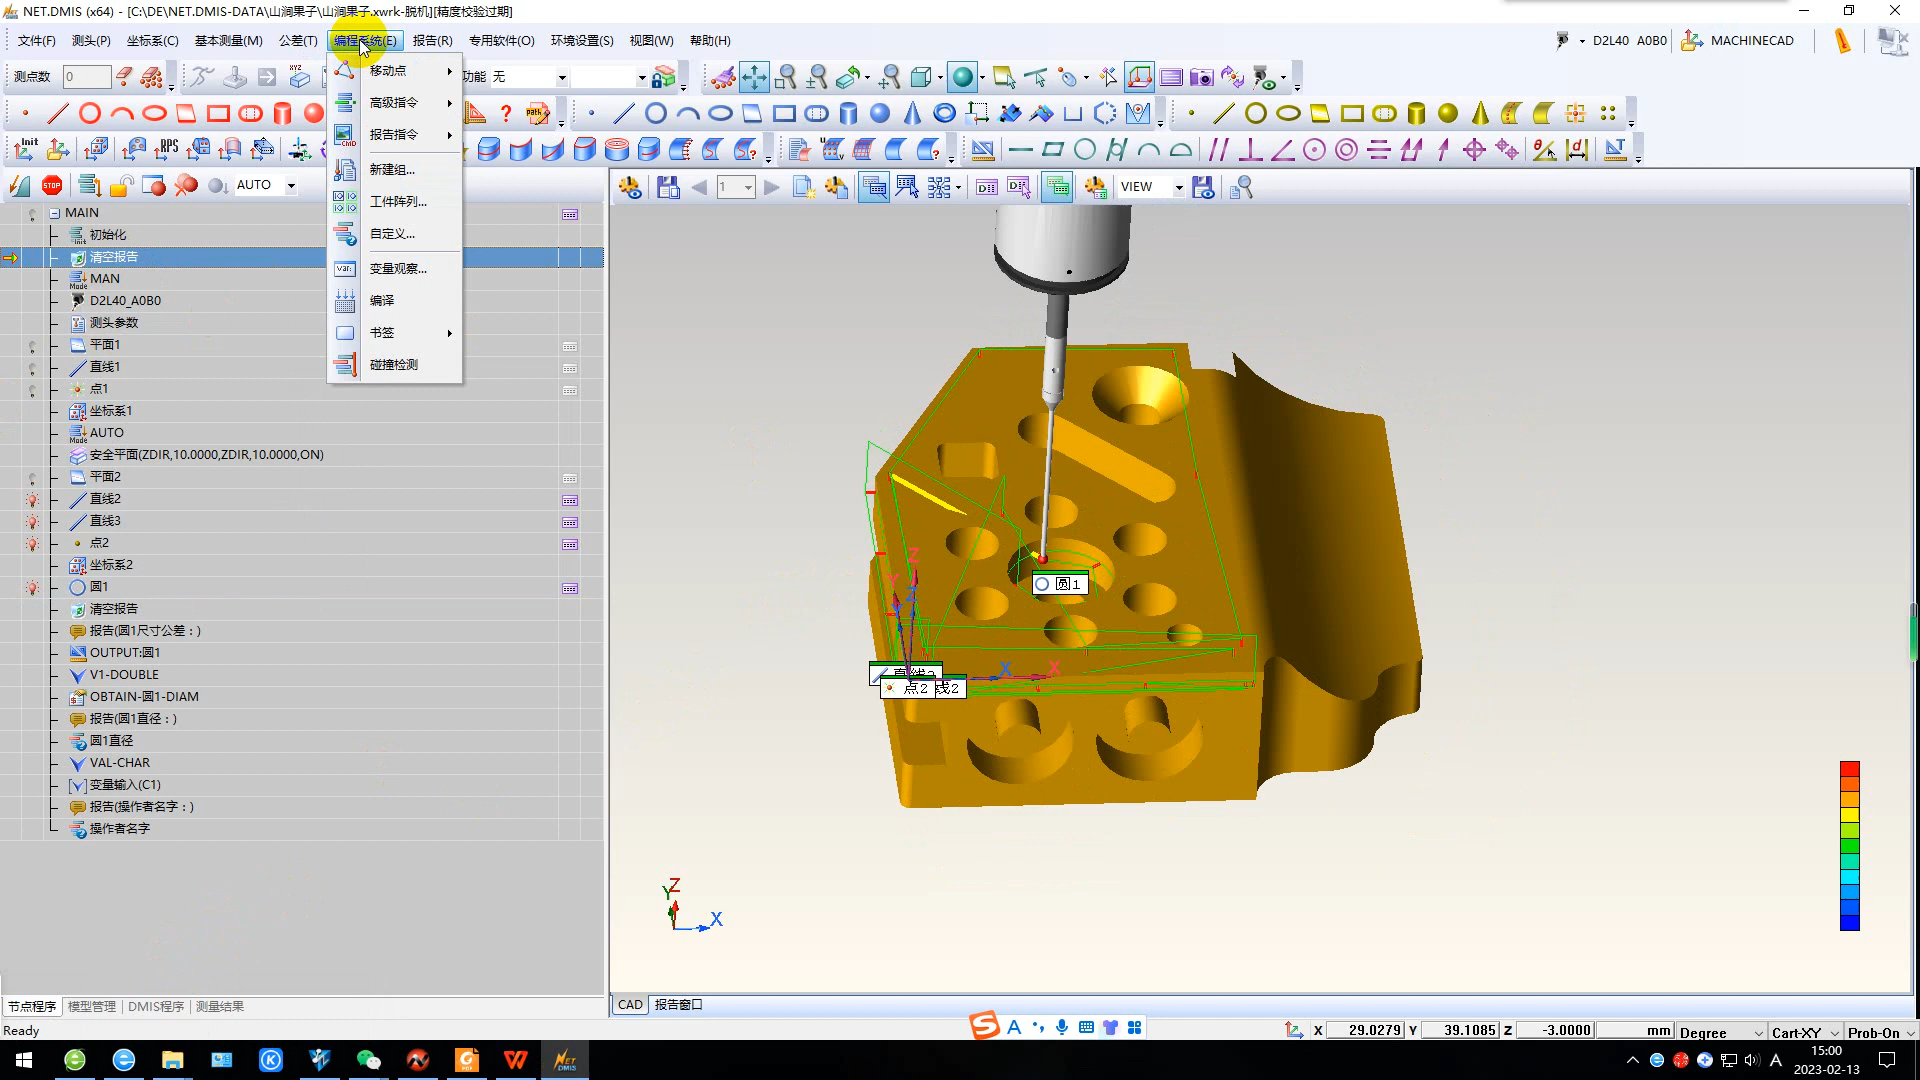 NET.DMIS (x64) - [C:\DE\NET.DMIS-DATA\山涧果子\山涧果子.xwrk-脱机][精度校验过期]
文件(F) 测头(P) 坐标系(C) 基本测量(M) 公差(T) 编程系统(E) 报告(R) 专用软件(O) 环境设置(S) 视图(W) 帮助(H)
D2L40 A0B0 MACHINECAD
测点数 0 功能 无
移动点
高级指令
报告指令
新建组...
工件阵列...
自定义...
变量观察...
编译
书签
碰撞检测
AUTO
1
VIEW
MAIN
初始化
清空报告
MAN
D2L40_A0B0
测头参数
平面1
直线1
点1
坐标系1
AUTO
安全平面(ZDIR,10.0000,ZDIR,10.0000,ON)
平面2
直线2
直线3
点2
坐标系2
圆1
清空报告
报告(圆1尺寸公差：)
OUTPUT:圆1
V1-DOUBLE
OBTAIN-圆1-DIAM
报告(圆1直径：)
圆1直径
VAL-CHAR
变量输入(C1)
报告(操作者名字：)
操作者名字
圆1
点2 线2
Z
X
X
Z
Y
X
节点程序 模型管理 DMIS程序 测量结果
CAD 报告窗口
Ready
X 29.0279 Y 39.1085 Z -3.0000 mm Degree Cart-XY Prob-On
15:00
2023-02-13